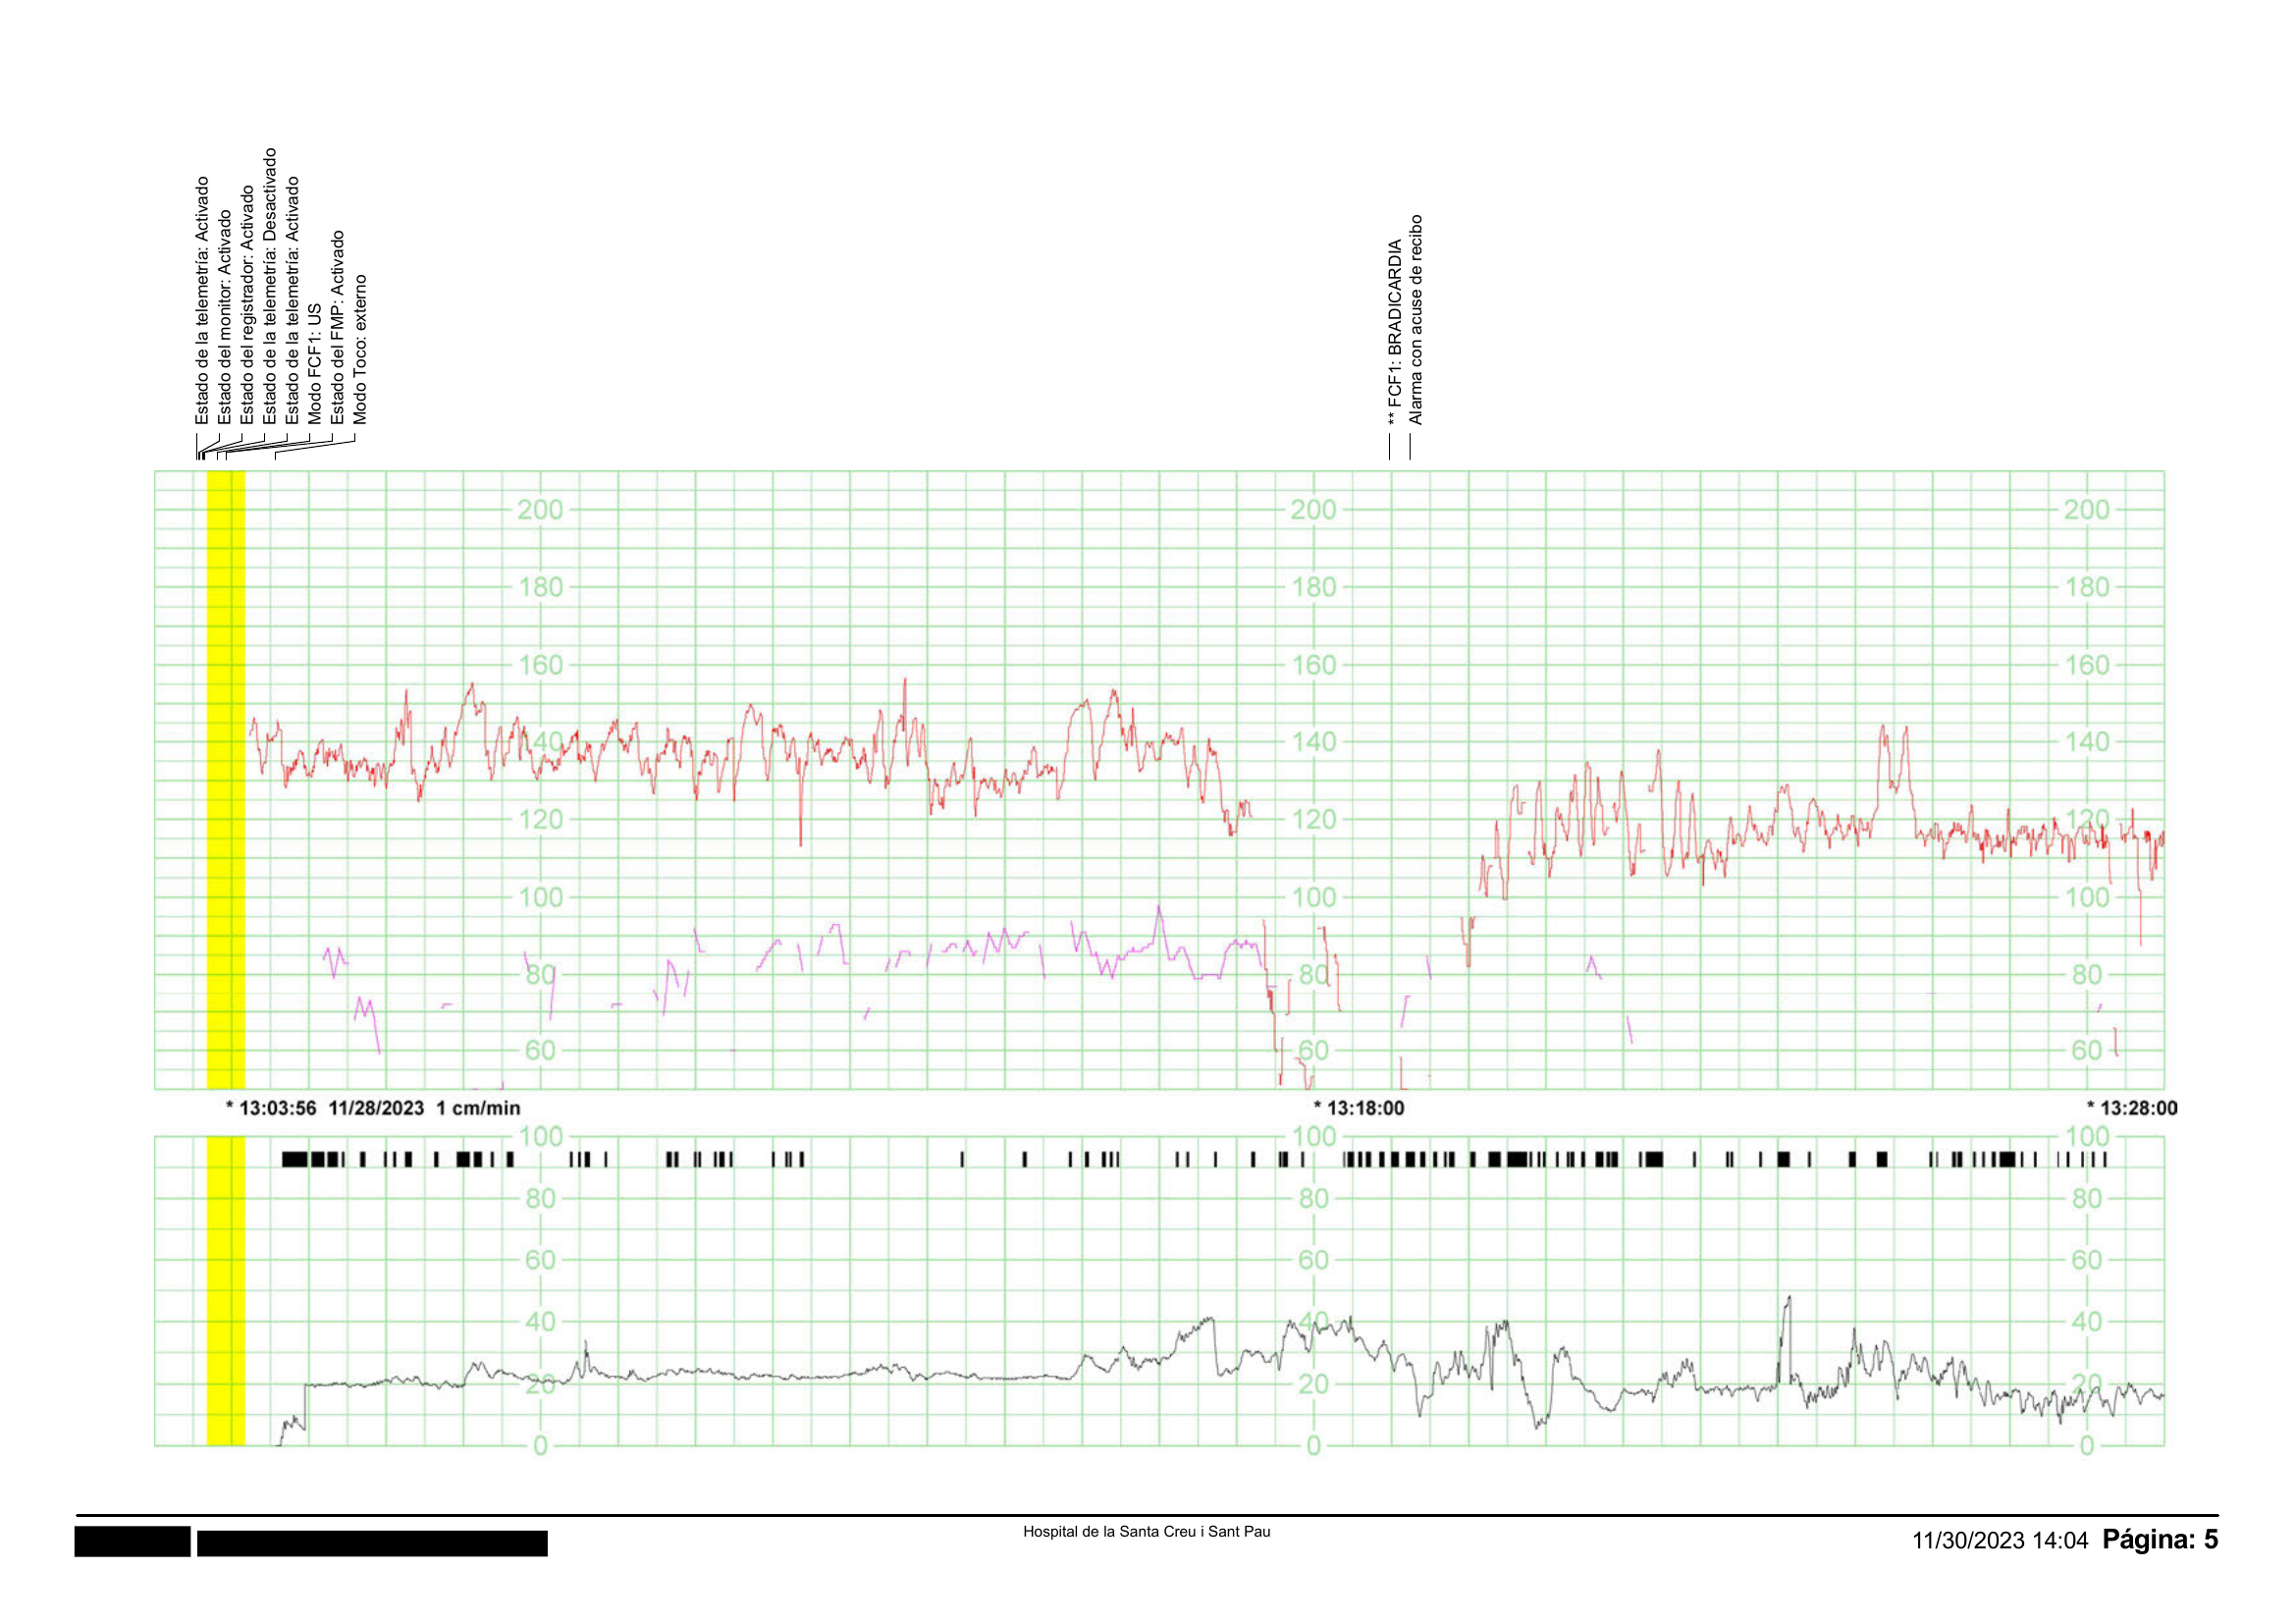 Estado de la telemetría: Activado
Estado del monitor: Activado
Estado del registrador: Activado
Estado de la telemetría: Desactivado
Estado de la telemetría: Activado
Modo FCF1: US
Estado del FMP: Activado
Modo Toco: externo
** FCF1: BRADICARDIA
Alarma con acuse de recibo
200 200 200
180 180 180
160 160 160
140 140 140
120 120 120
100 100 100
80 80 80
60 60 60
* 13:03:56 11/28/2023 1 cm/min * 13:18:00 * 13:28:00
100 100 100
80 80 80
60 60 60
40 40 40
20 20 20
0 0 0
Hospital de la Santa Creu i Sant Pau
11/30/2023 14:04 Página: 5